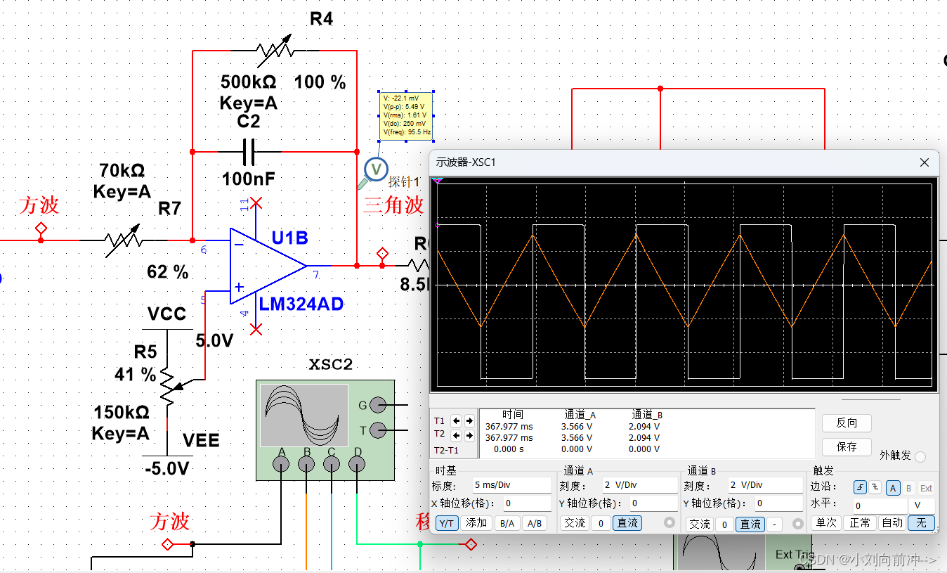 R4
500kΩ 100 %
Key=A
C2
100nF
V: -22.1 mV
V(p-p): 5.49 V
V(rms): 1.61 V
V(dc): 250 mV
V(freq): 95.5 Hz
V
探针1
三角波
70kΩ
Key=A
方波
R7
62 %
11
6
U1B
7
5
4
LM324AD
8.5
VCC
5.0V
R5
41 %
150kΩ
Key=A
VEE
-5.0V
XSC2
G
T
A B C D
方波
移
示波器-XSC1
时间 通道_A 通道_B
T1 367.977 ms 3.566 V 2.094 V
T2 367.977 ms 3.566 V 2.094 V
T2-T1 0.000 s 0.000 V 0.000 V
反向
保存
外触发
时基 通道 A 通道 B 触发
标度: 5 ms/Div 刻度: 2 V/Div 刻度: 2 V/Div 边沿: A B Ext
X 轴位移(格): 0 Y 轴位移(格): 0 Y 轴位移(格): 0 水平: 0 V
Y/T 添加 B/A A/B 交流 0 直流 交流 0 直流 - 单次 正常 自动 无
Ext Trig
CSDN @小刘向前冲-->